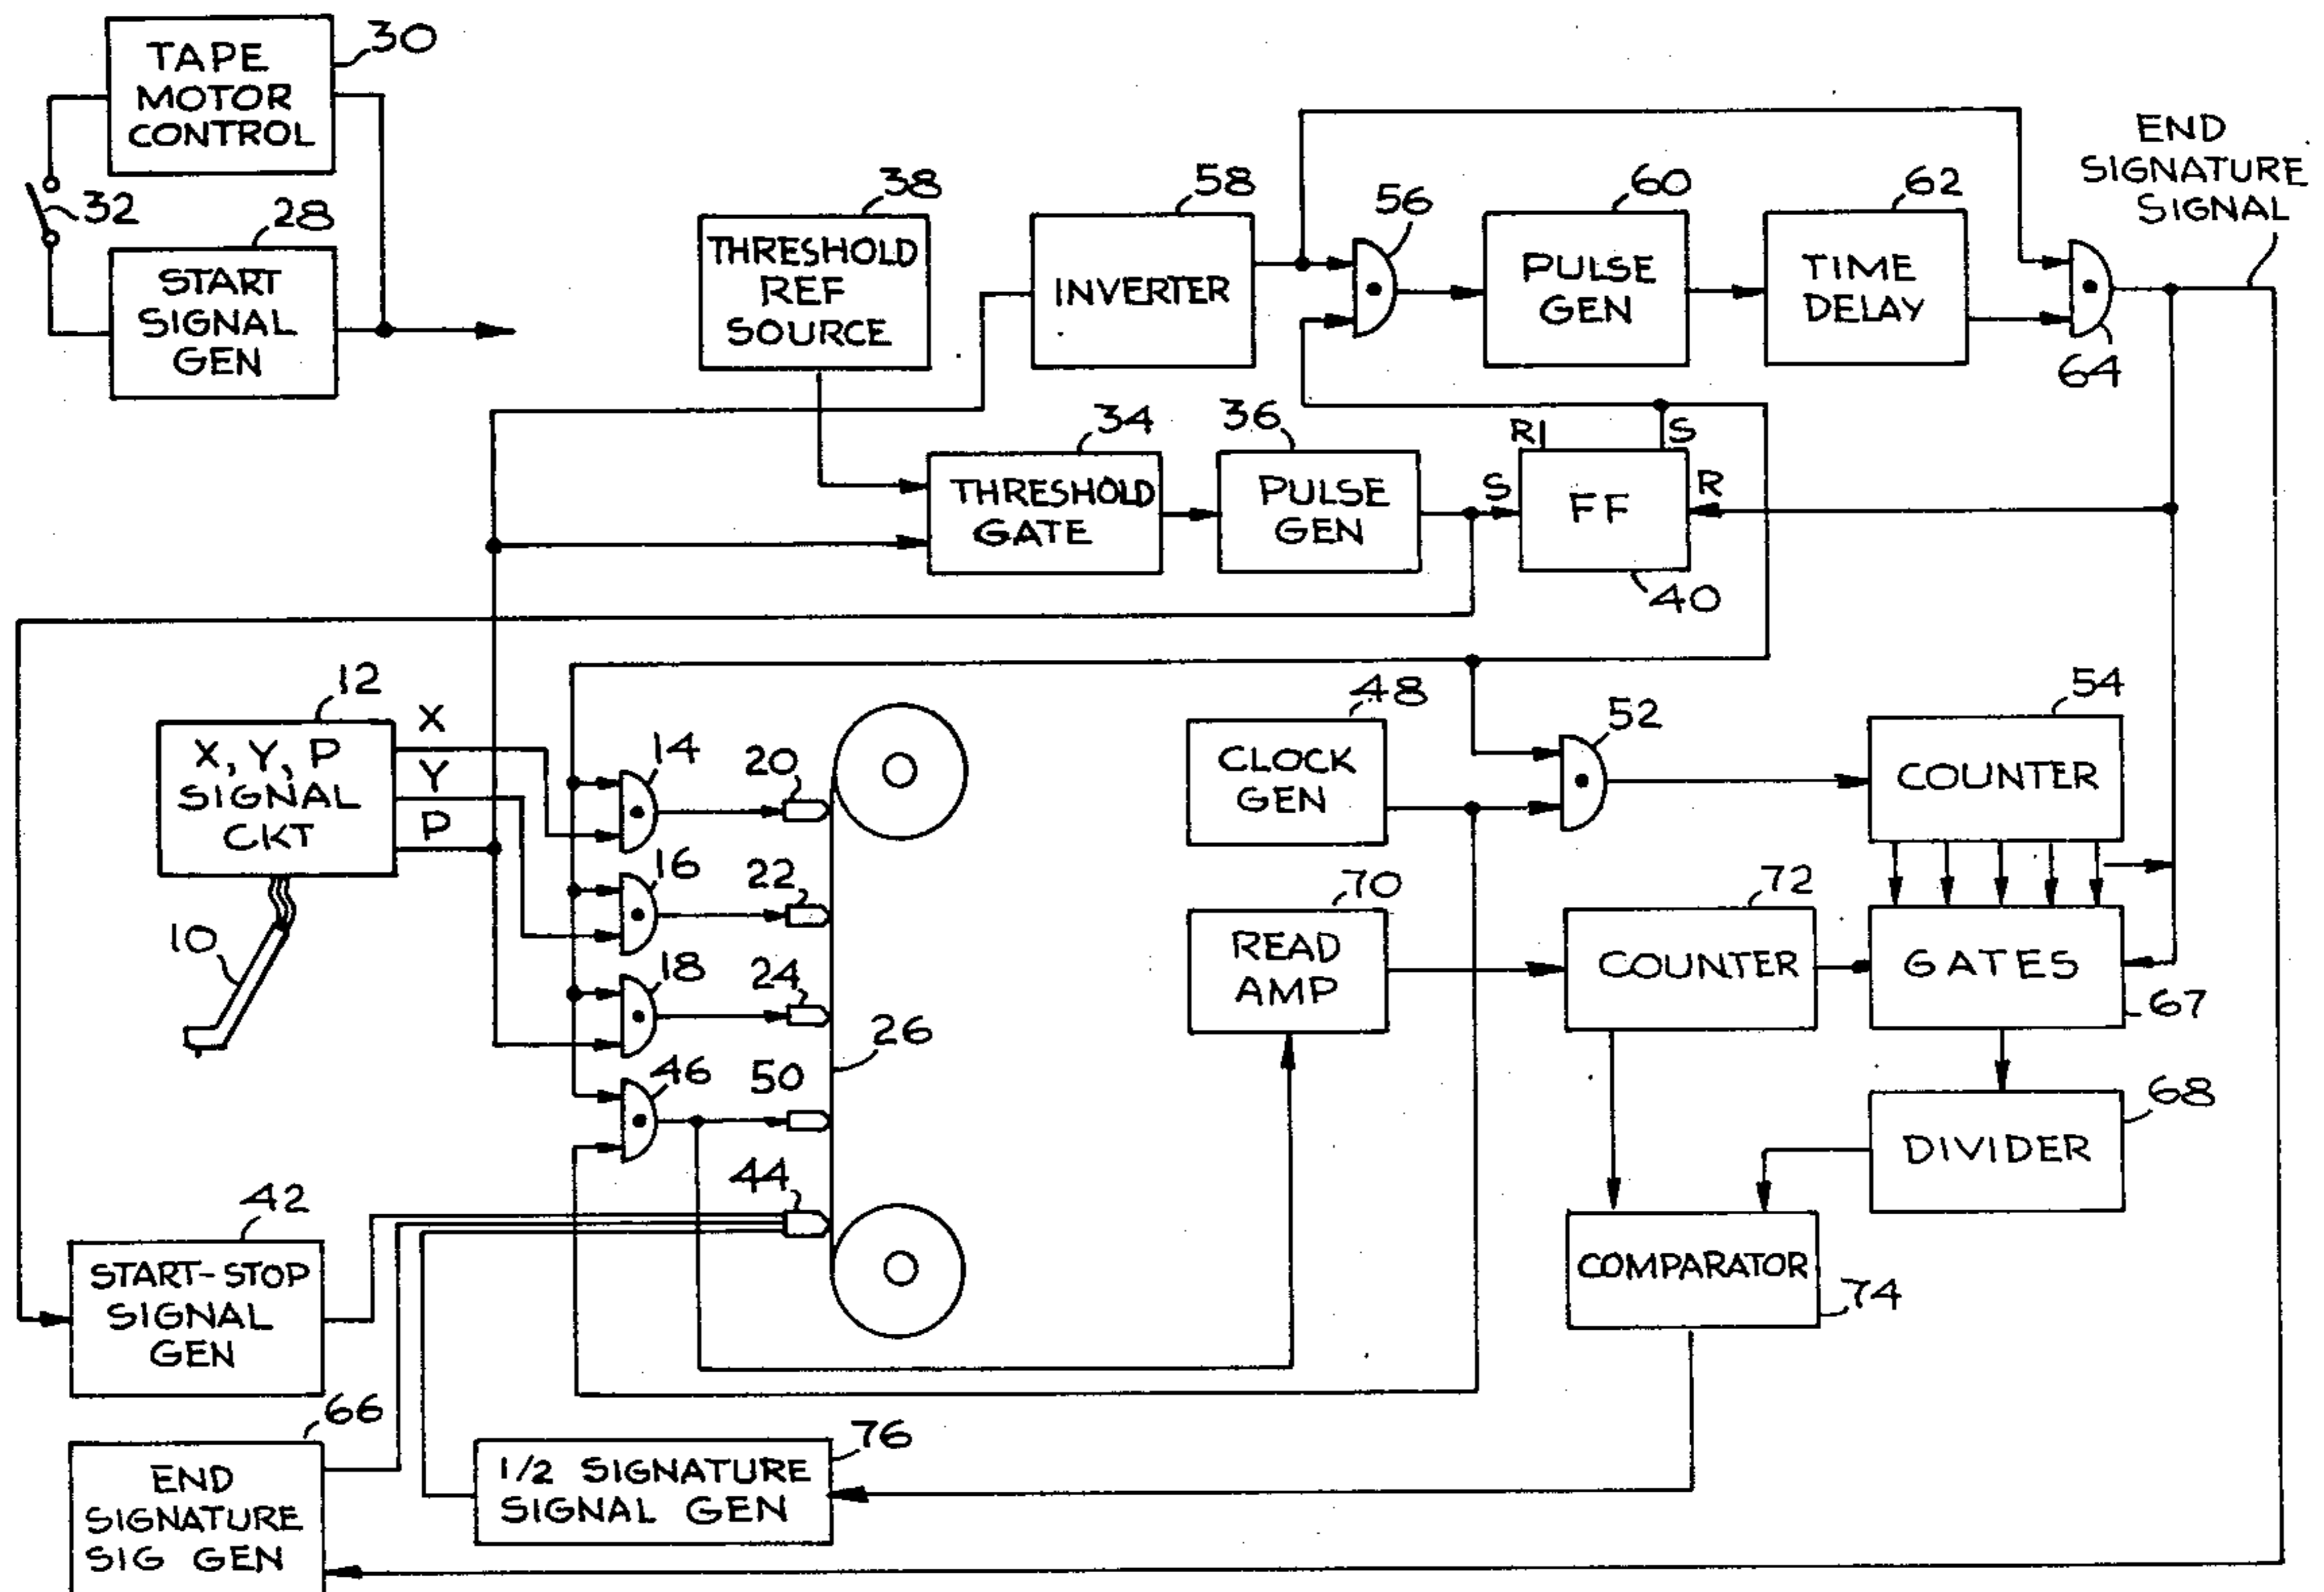 TAPE
MOTOR
CONTROL
30
32
28
START
SIGNAL
GEN
38
THRESHOLD
REF
SOURCE
58
INVERTER
56
60
PULSE
GEN
62
TIME
DELAY
END
SIGNATURE
SIGNAL
64
34
THRESHOLD
GATE
36
PULSE
GEN
S
R
S
FF
R
40
12
X, Y, P
SIGNAL
CKT
X
Y
P
10
14
16
18
46
20
22
24
50
44
26
48
CLOCK
GEN
52
54
COUNTER
70
READ
AMP
72
COUNTER
GATES
67
68
DIVIDER
COMPARATOR
74
42
START-STOP
SIGNAL
GEN
66
END
SIGNATURE
SIG GEN
76
1/2 SIGNATURE
SIGNAL GEN